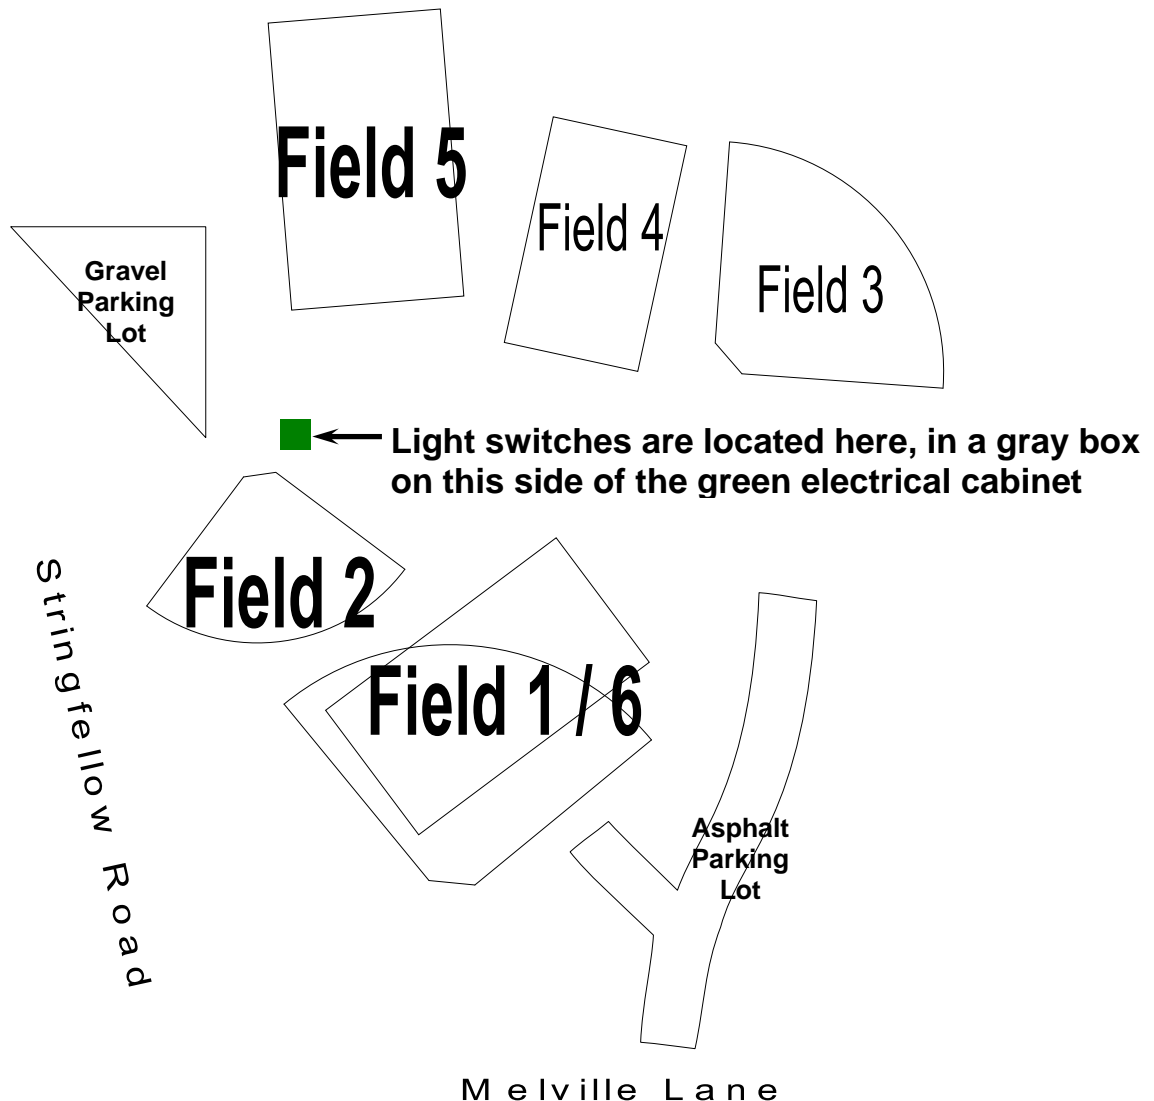 Field 5
Field 4
Field 3
Gravel
Parking
Lot
Light switches are located here, in a gray box
on this side of the green electrical cabinet
Field 2
Field 1 / 6
Stringfellow Road
Asphalt
Parking
Lot
Melville Lane